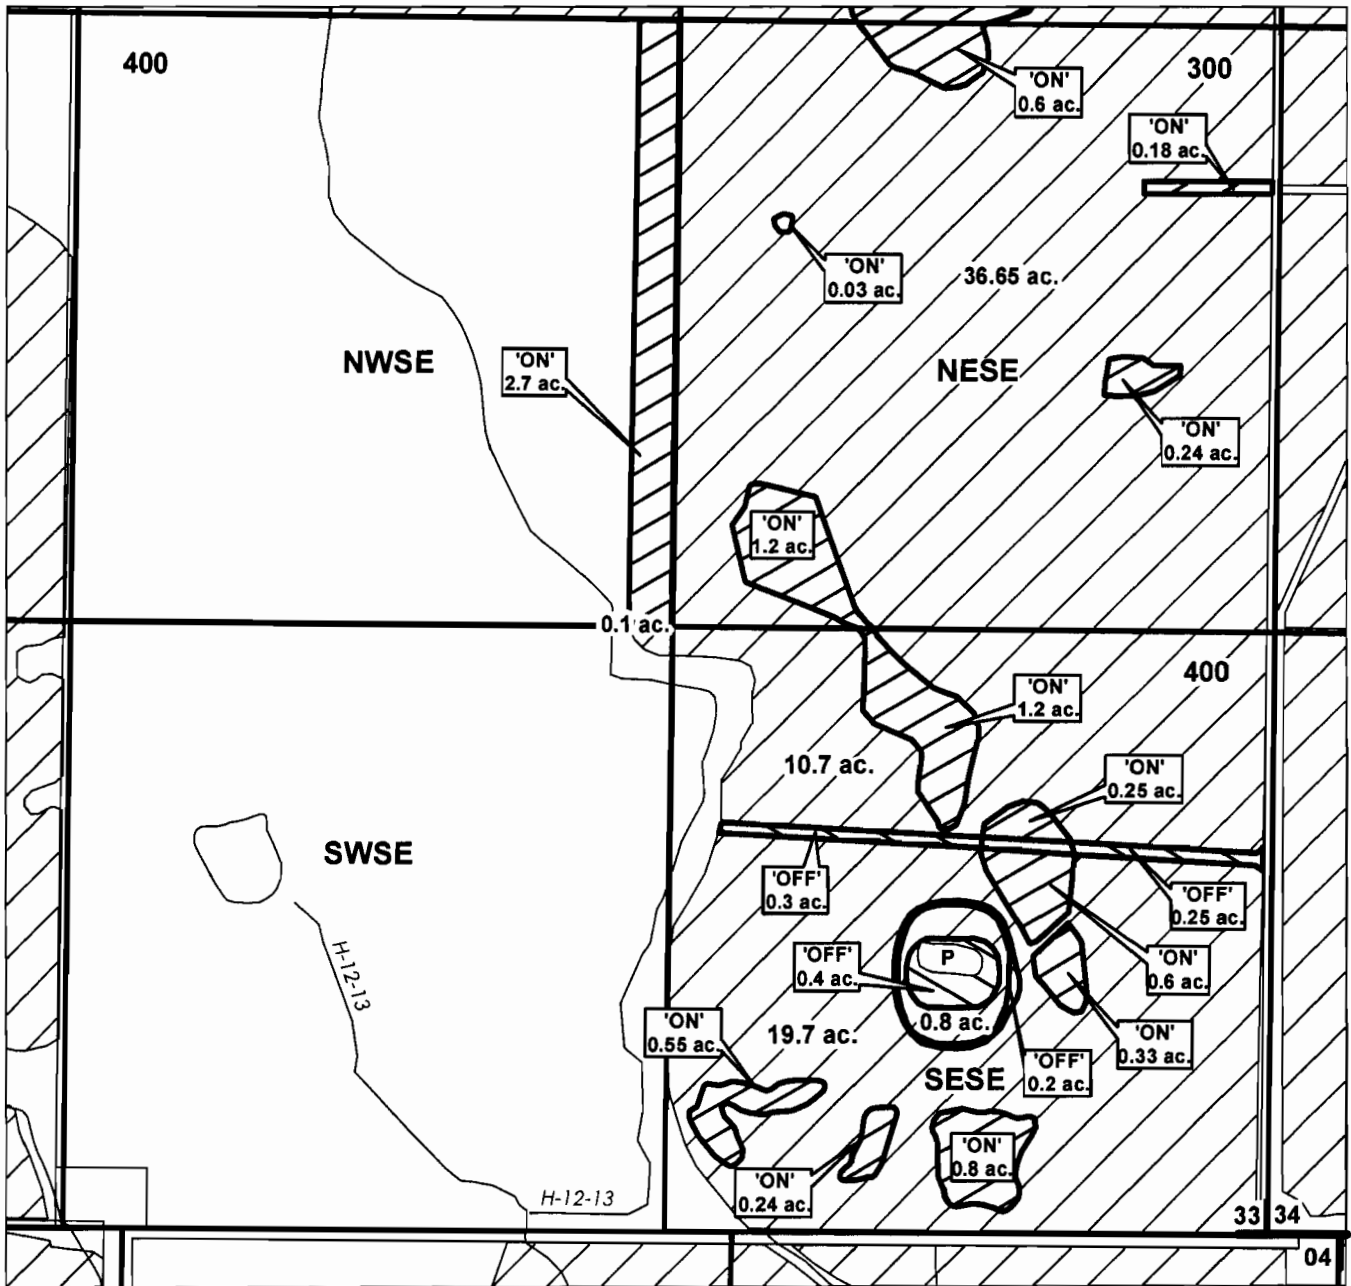 400
300
'ON'
0.6 ac.
'ON'
0.18 ac.
'ON'
0.03 ac.
36.65 ac.
NWSE
'ON'
2.7 ac.
NESE
'ON'
0.24 ac.
'ON'
1.2 ac.
0.1 ac.
400
'ON'
1.2 ac.
10.7 ac.
'ON'
0.25 ac.
SWSE
'OFF'
0.3 ac.
'OFF'
0.25 ac.
H-12-13
'OFF'
0.4 ac.
P
'ON'
0.6 ac.
'ON'
0.55 ac.
19.7 ac.
0.8 ac.
'ON'
0.33 ac.
SESE
'OFF'
0.2 ac.
'ON'
0.8 ac.
'ON'
0.24 ac.
H-12-13
33 34
04